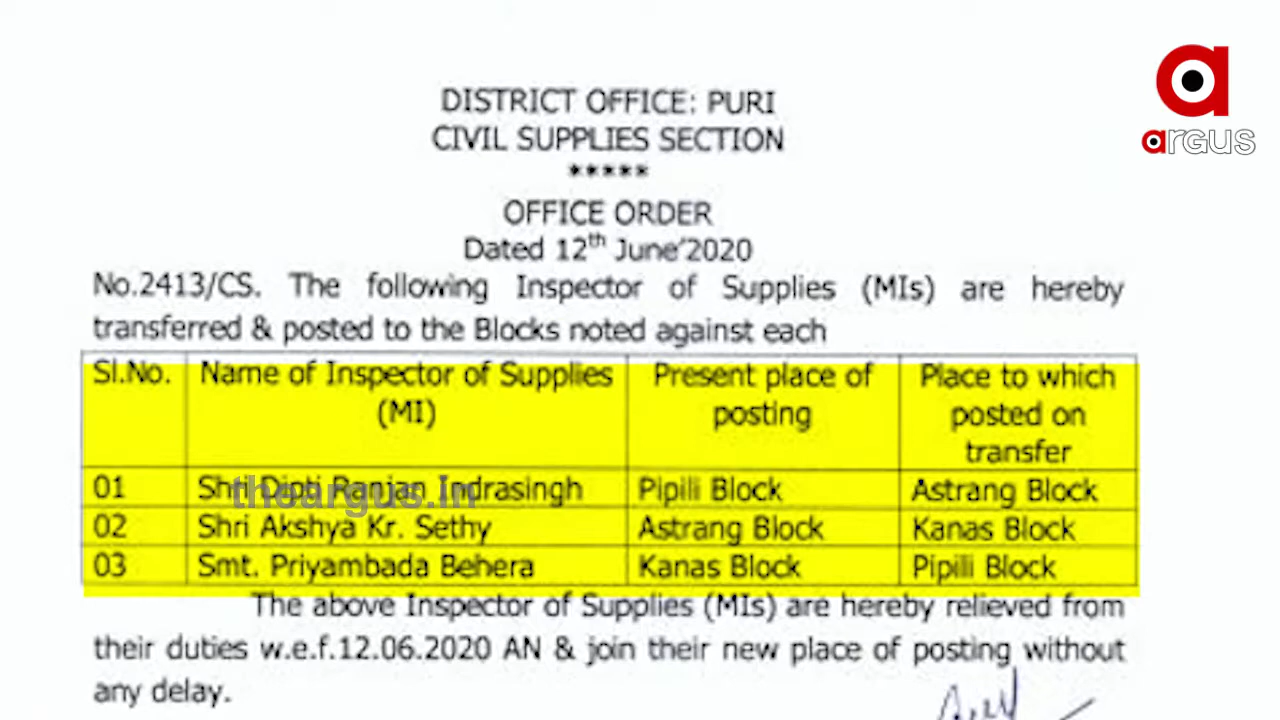 argus
DISTRICT OFFICE: PURI
CIVIL SUPPLIES SECTION
*****
OFFICE ORDER
Dated 12th June'2020
No.2413/CS. The following Inspector of Supplies (MIs) are hereby
transferred & posted to the Blocks noted against each
Sl.No. Name of Inspector of Supplies (MI) Present place of posting Place to which posted on transfer
01 Shri Dipti Ranjan Indrasingh Pipili Block Astrang Block
theargus.in
02 Shri Akshya Kr. Sethy Astrang Block Kanas Block
03 Smt. Priyambada Behera Kanas Block Pipili Block
The above Inspector of Supplies (MIs) are hereby relieved from
their duties w.e.f.12.06.2020 AN & join their new place of posting without
any delay.